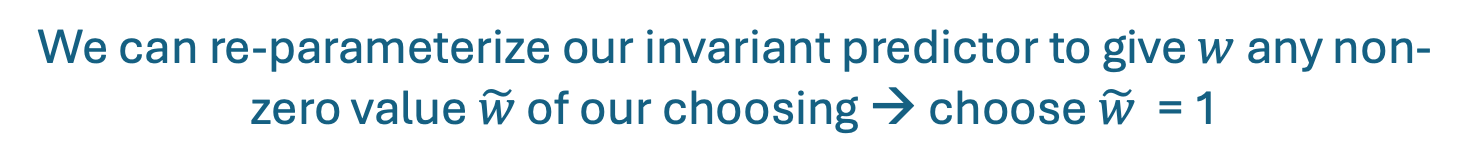 We can re-parameterize our invariant predictor to give w any non-
zero value w̃ of our choosing → choose w̃ = 1